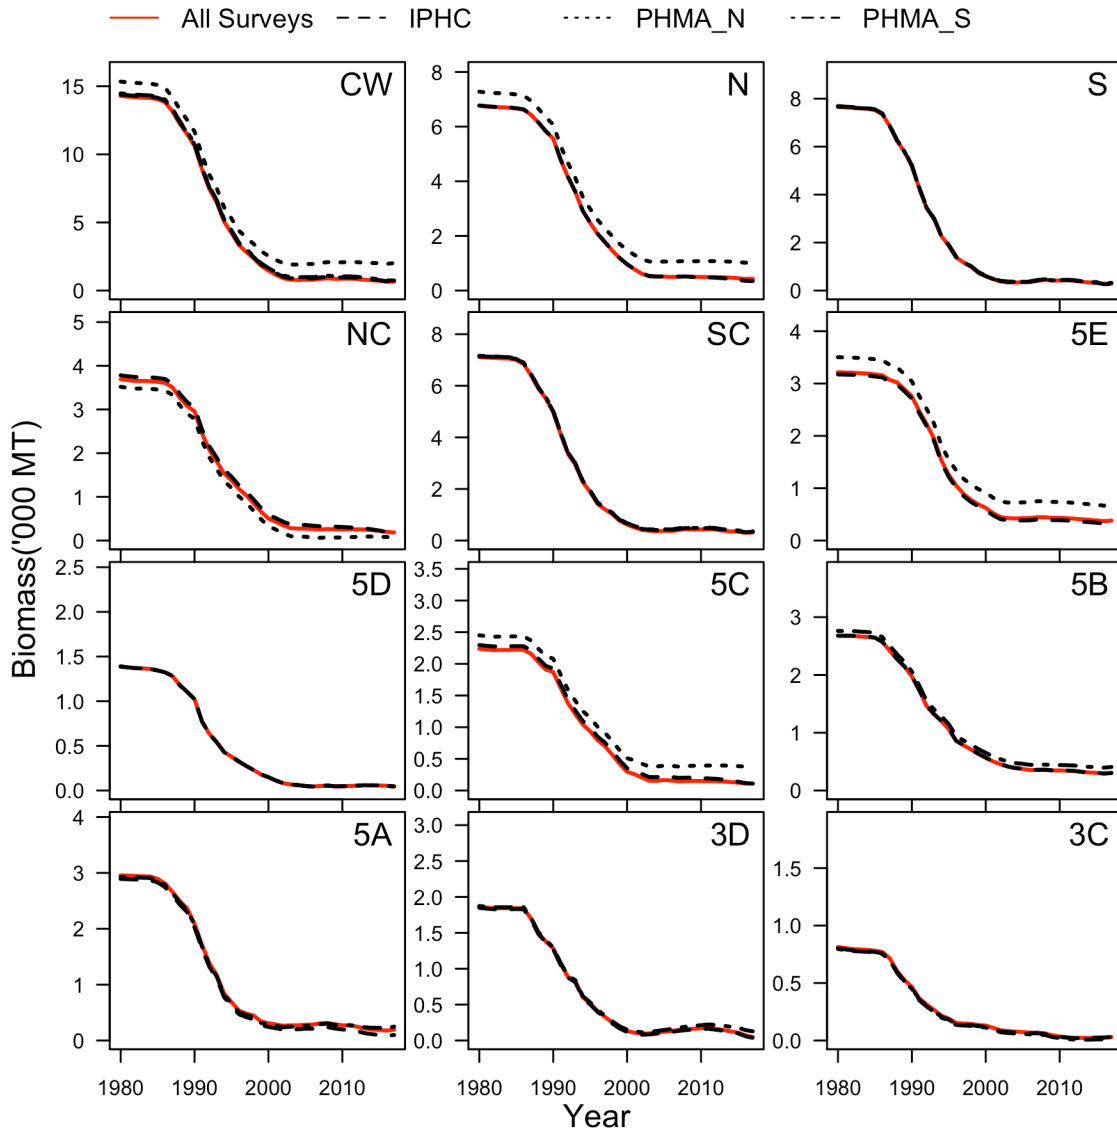 All Surveys IPHC PHMA_N PHMA_S
CW N S
15 10 5 0
8 6 4 2 0
8 6 4 2 0
NC SC 5E
5 4 3 2 1 0
8 6 4 2 0
4 3 2 1 0
5D 5C 5B
2.5 2.0 1.5 1.0 0.5 0.0
3.5 3.0 2.5 2.0 1.5 1.0 0.5 0.0
3 2 1 0
5A 3D 3C
4 3 2 1 0
3.0 2.5 2.0 1.5 1.0 0.5 0.0
1.5 1.0 0.5 0.0
1980 1990 2000 2010 1980 1990 2000 2010 1980 1990 2000 2010
Biomass('000 MT)
Year